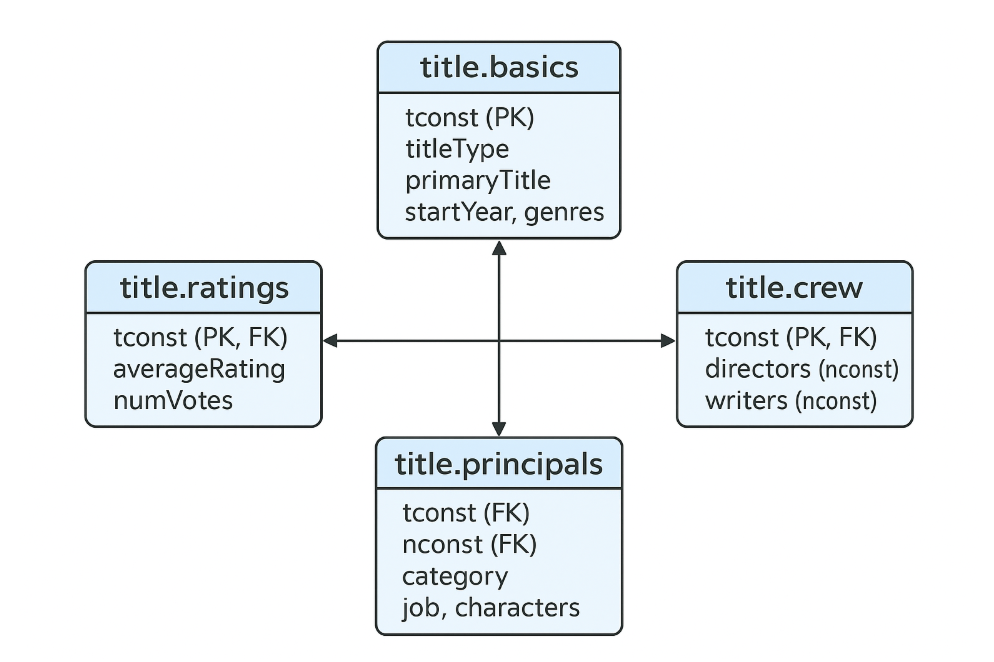 title.basics
tconst (PK)
titleType
primaryTitle
startYear, genres
title.ratings
tconst (PK, FK)
averageRating
numVotes
title.crew
tconst (PK, FK)
directors (nconst)
writers (nconst)
title.principals
tconst (FK)
nconst (FK)
category
job, characters